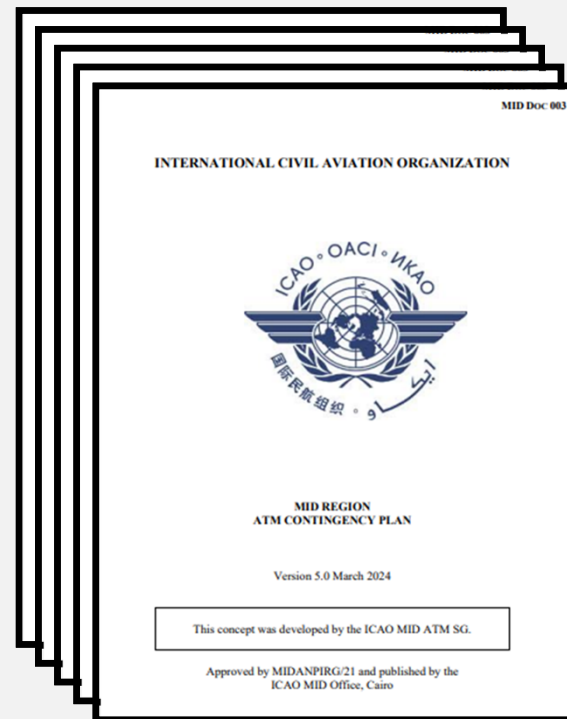 MID DOC 003
INTERNATIONAL CIVIL AVIATION ORGANIZATION
ICAO ◦ OACI ◦ ИКАО
国际民航组织 ◦ ايكاو
MID REGION
ATM CONTINGENCY PLAN
Version 5.0 March 2024
This concept was developed by the ICAO MID ATM SG.
Approved by MIDANPIRG/21 and published by the
ICAO MID Office, Cairo